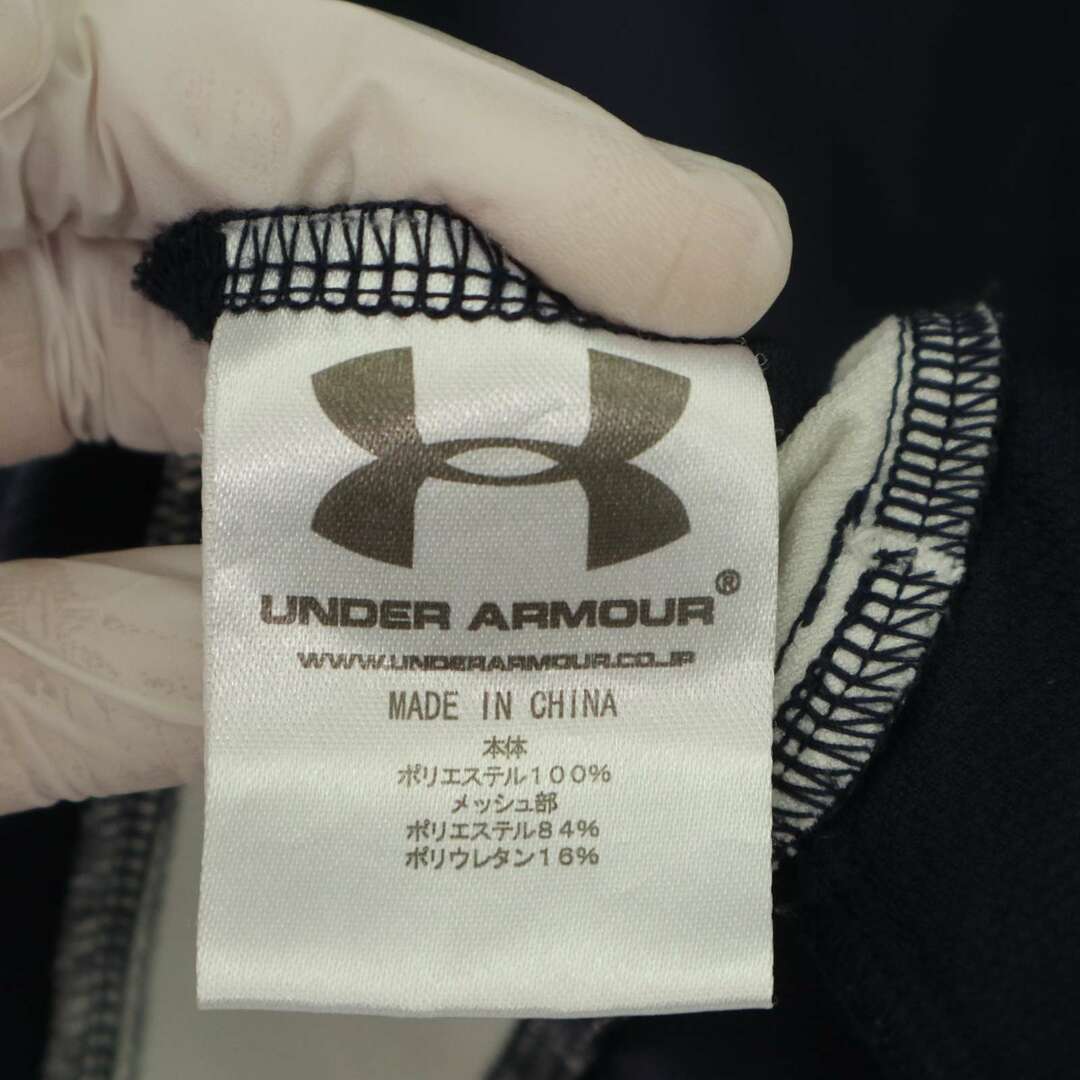 UNDER ARMOUR®
WWW.UNDERARMOUR.CO.JP
MADE IN CHINA
本体
ポリエステル100%
メッシュ部
ポリエステル84%
ポリウレタン16%